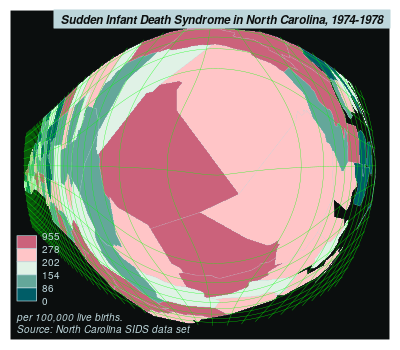 Sudden Infant Death Syndrome in North Carolina, 1974-1978
955
278
202
154
86
0
per 100,000 live births.
Source: North Carolina SIDS data set